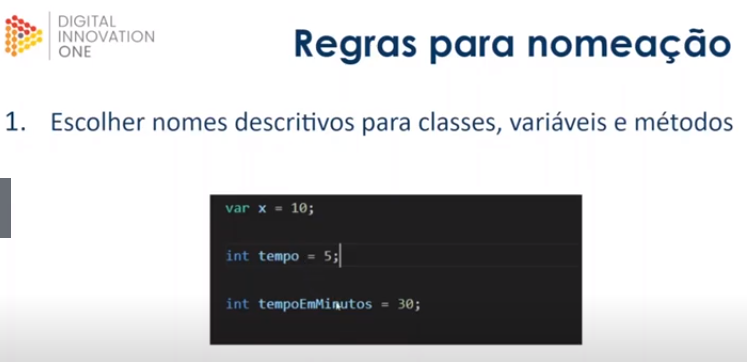 DIGITAL
INNOVATION
ONE
Regras para nomeação
1. Escolher nomes descritivos para classes, variáveis e métodos
var x = 10;
int tempo = 5;
int tempoEmMinutos = 30;